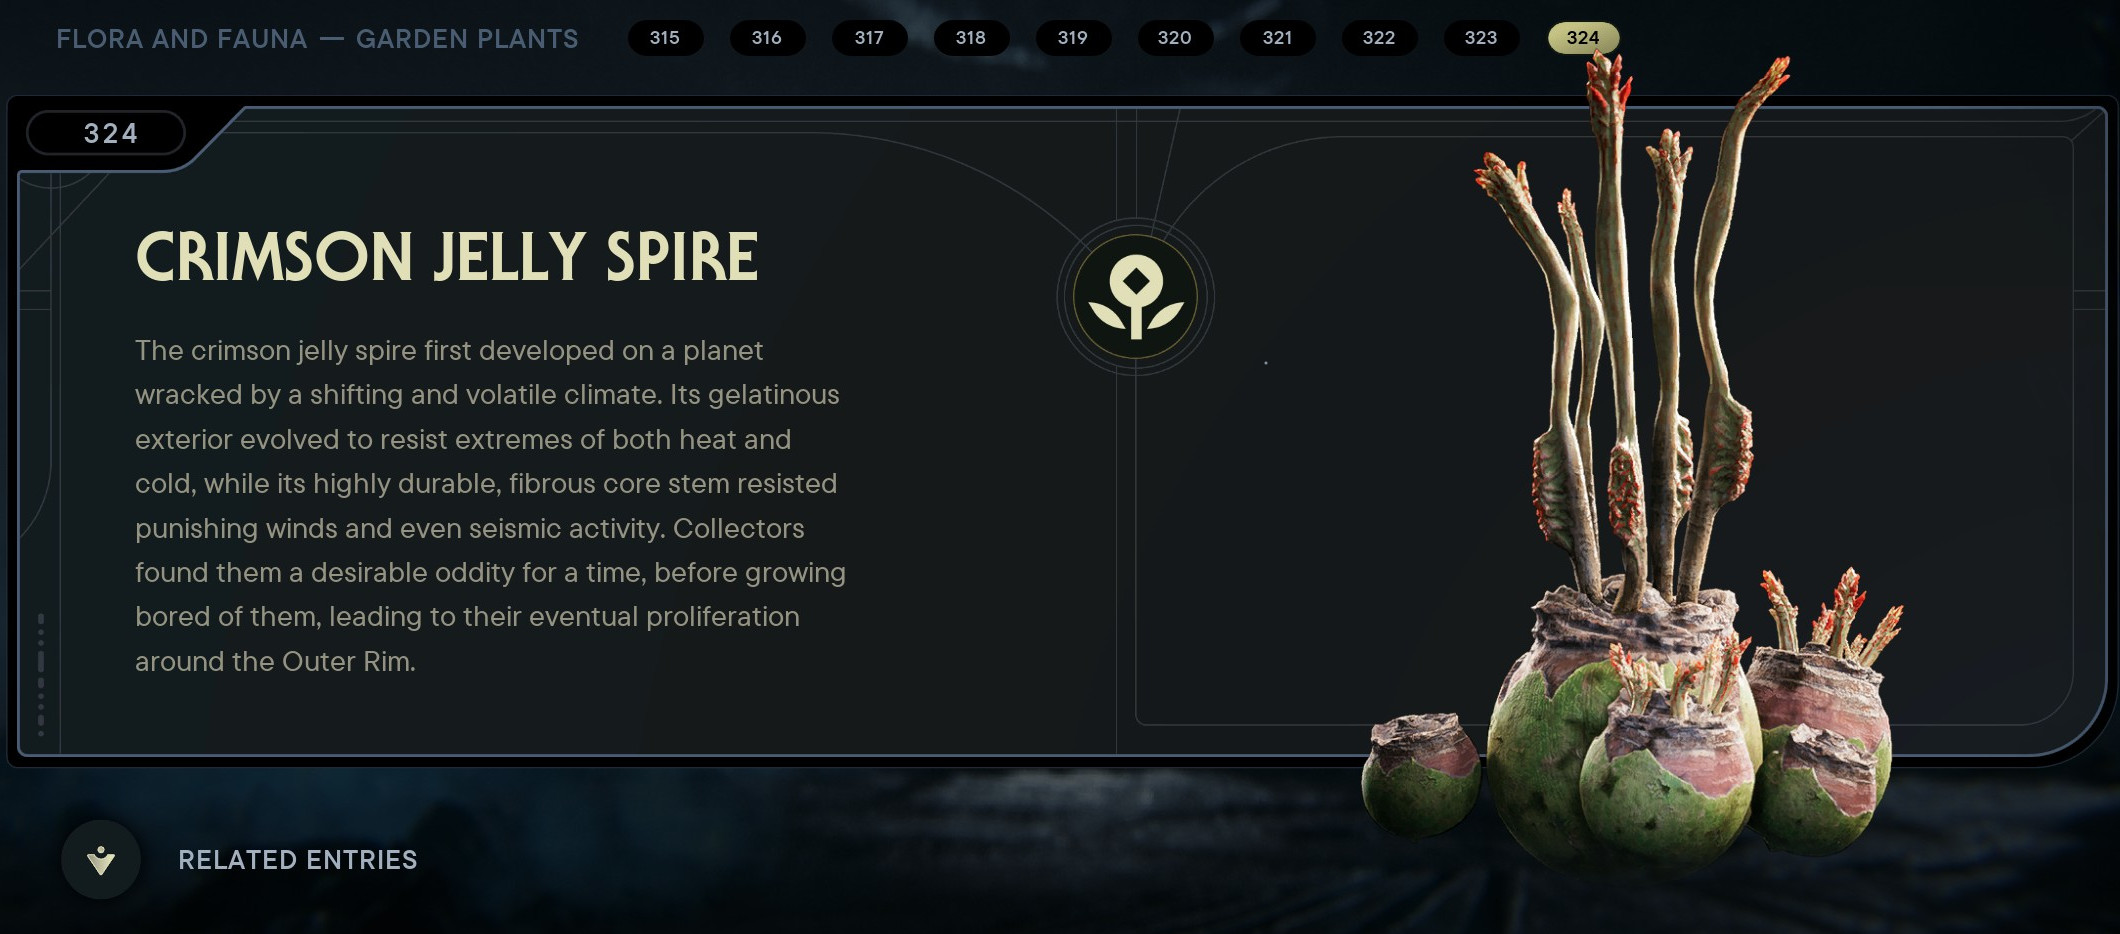 FLORA AND FAUNA — GARDEN PLANTS 315 316 317 318 319 320 321 322 323 324
324
CRIMSON JELLY SPIRE
The crimson jelly spire first developed on a planet
wracked by a shifting and volatile climate. Its gelatinous
exterior evolved to resist extremes of both heat and
cold, while its highly durable, fibrous core stem resisted
punishing winds and even seismic activity. Collectors
found them a desirable oddity for a time, before growing
bored of them, leading to their eventual proliferation
around the Outer Rim.
RELATED ENTRIES